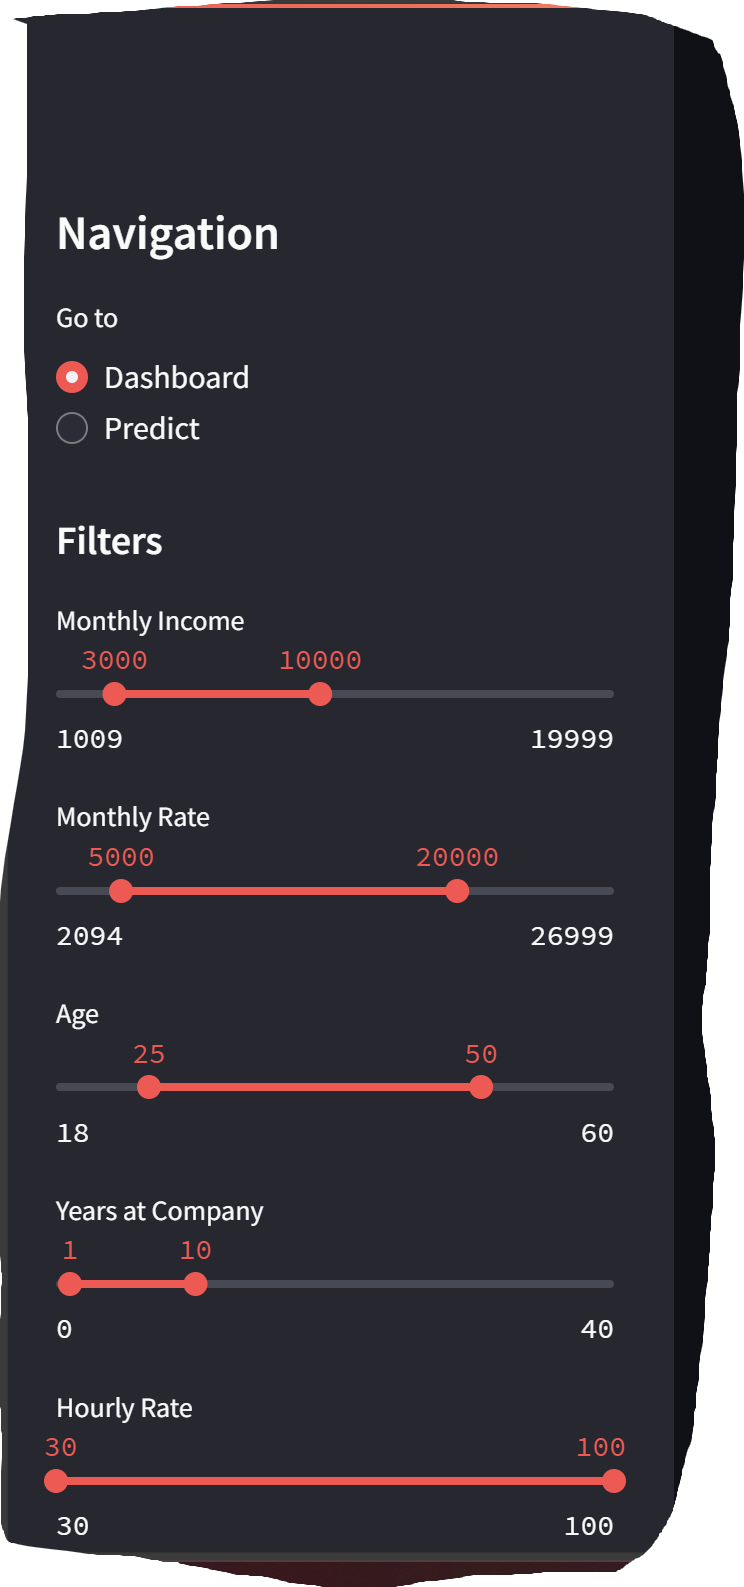 Navigation
Go to
Dashboard
Predict
Filters
Monthly Income
3000 10000
1009 19999
Monthly Rate
5000 20000
2094 26999
Age
25 50
18 60
Years at Company
1 10
0 40
Hourly Rate
30 100
30 100